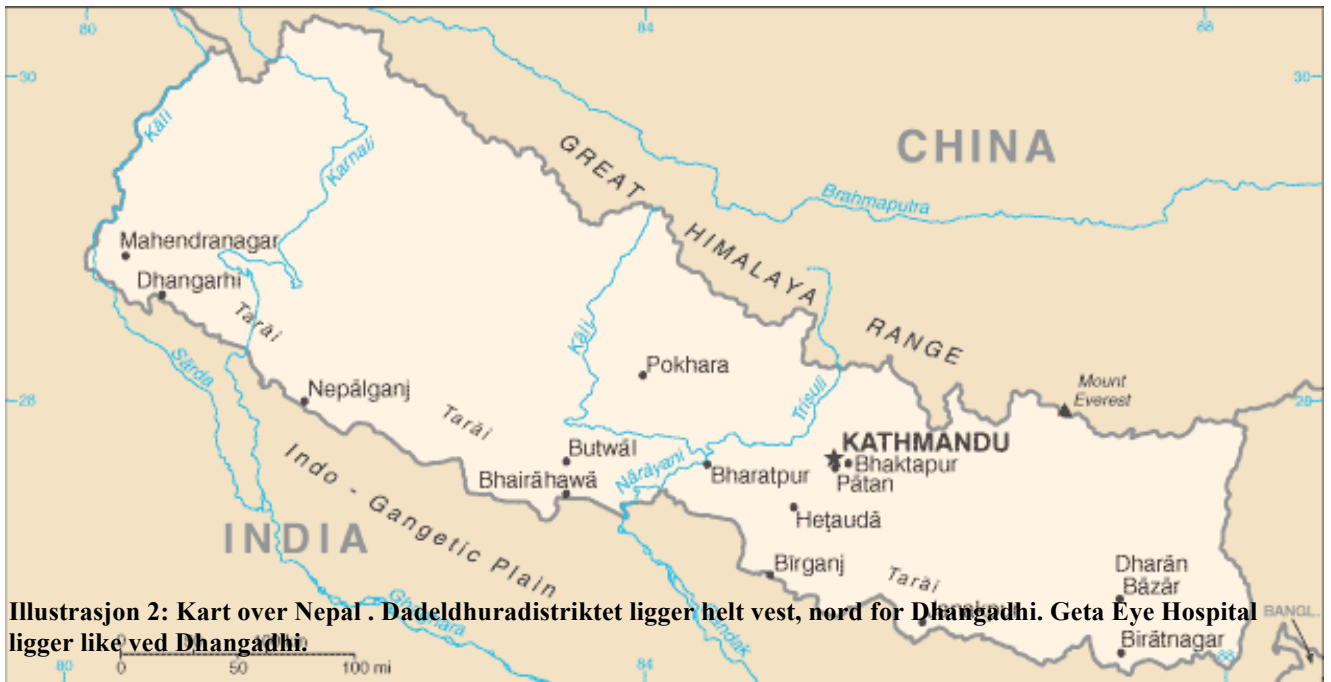 80
84
88
30
30
CHINA
Kāli
Karnali
GREAT HIMALAYA RANGE
Brahmaputra
Mahendranagar
Dhangarhi
Tarāi
Sārda
Kāli
Pokhara
Trisuli
Mount
Everest
28
28
Nepālganj
Tarāi
KATHMANDU
Butwāl
Bhaktapur
Bhairāhawā
Nārāyani
Bharatpur
Pātan
Indo - Gangetic Plain
INDIA
Heţaudā
Bīrganj
Tarāi
Dharān
Bāzār
Illustrasjon 2: Kart over Nepal . Dadeldhuradistriktet ligger helt vest, nord for Dhangadhi. Geta Eye Hospital
ligger like ved Dhangadhi.
BANGL.
Birātnagar
0
50
100 mi
80
84
88